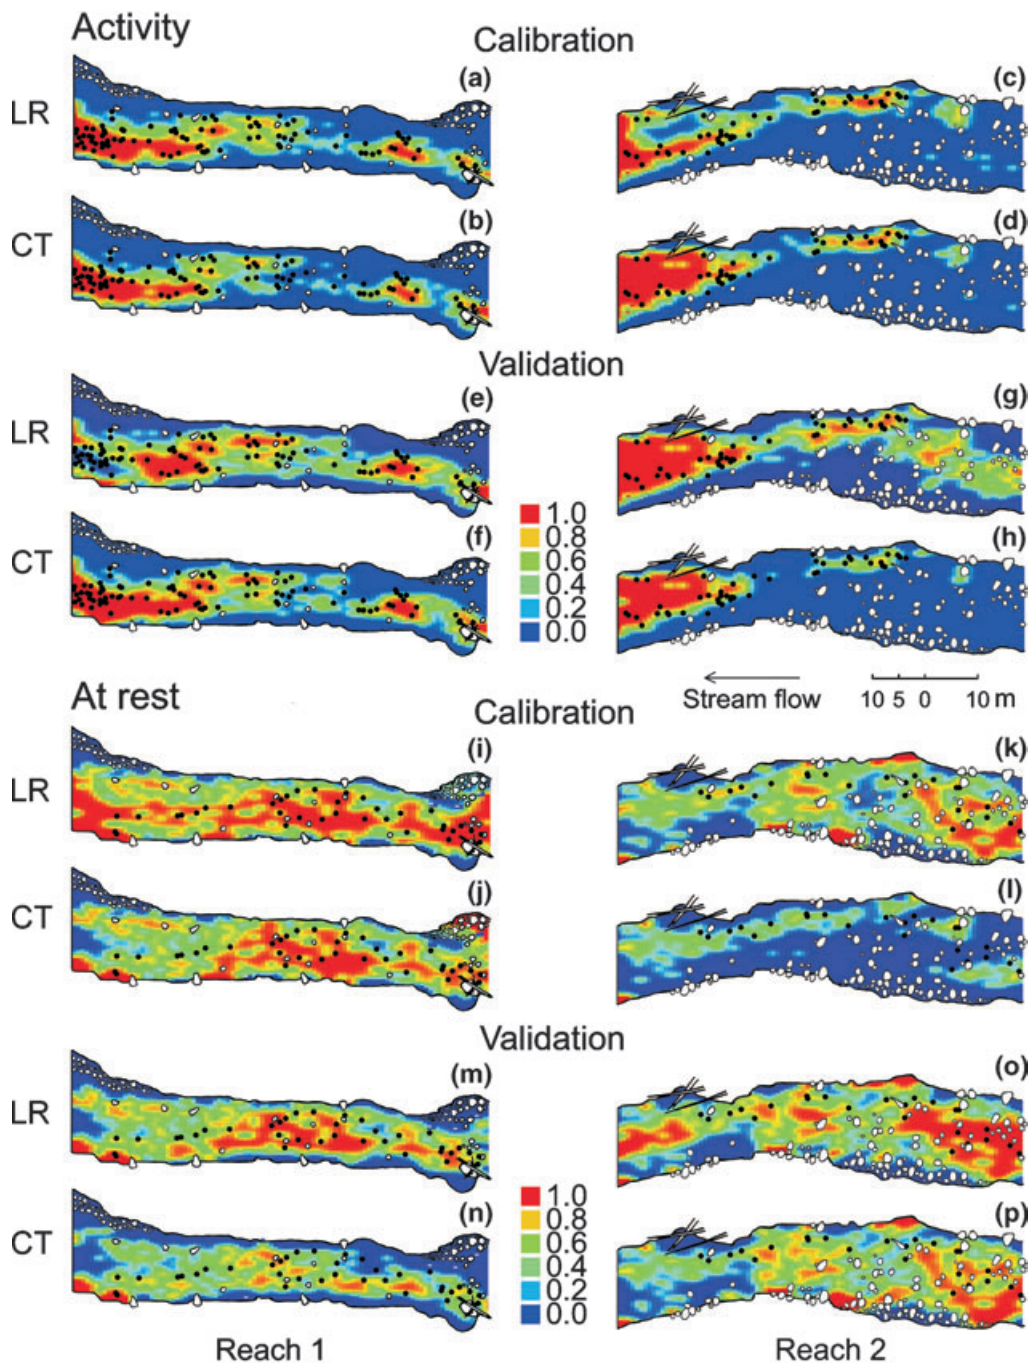 Activity
Calibration
LR (a) (c)
CT (b) (d)
Validation
LR (e) (g)
CT (f) (h)
1.0
0.8
0.6
0.4
0.2
0.0
Stream flow
10 5 0 10 m
At rest
Calibration
LR (i) (k)
CT (j) (l)
Validation
LR (m) (o)
CT (n) (p)
1.0
0.8
0.6
0.4
0.2
0.0
Reach 1
Reach 2